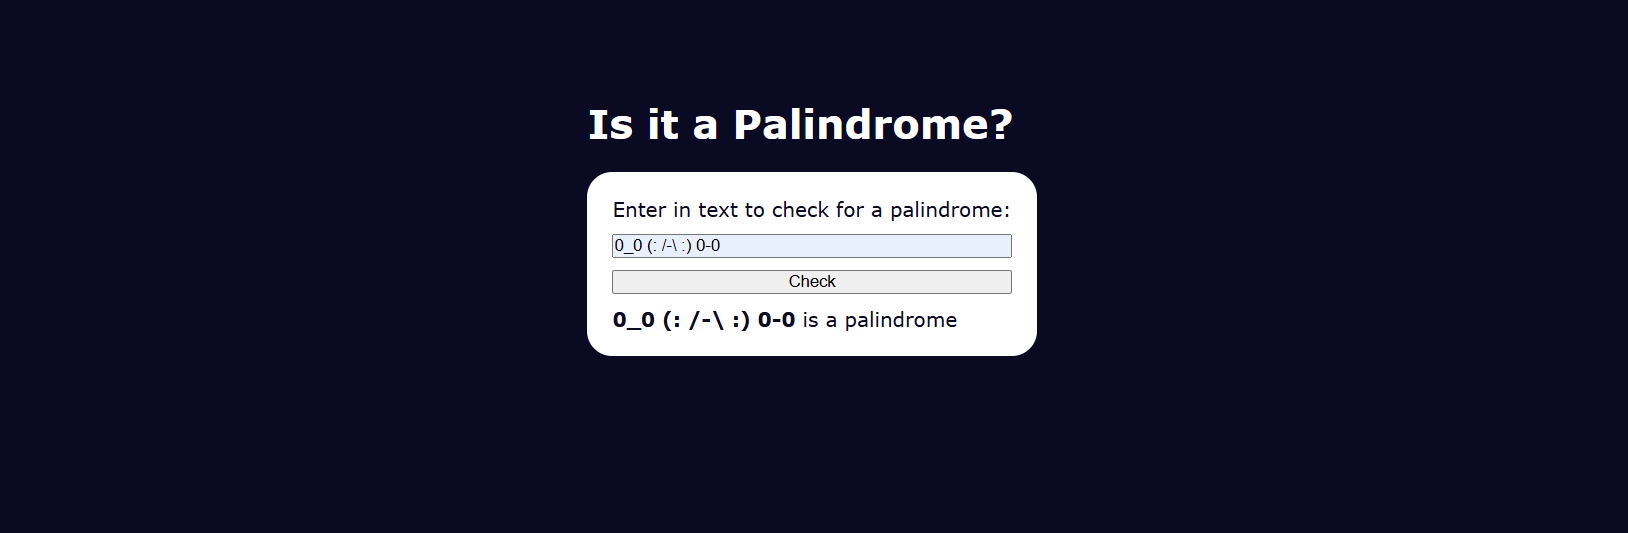 Is it a Palindrome?
Enter in text to check for a palindrome:
0_0 (: /-\ :) 0-0
Check
0_0 (: /-\ :) 0-0 is a palindrome